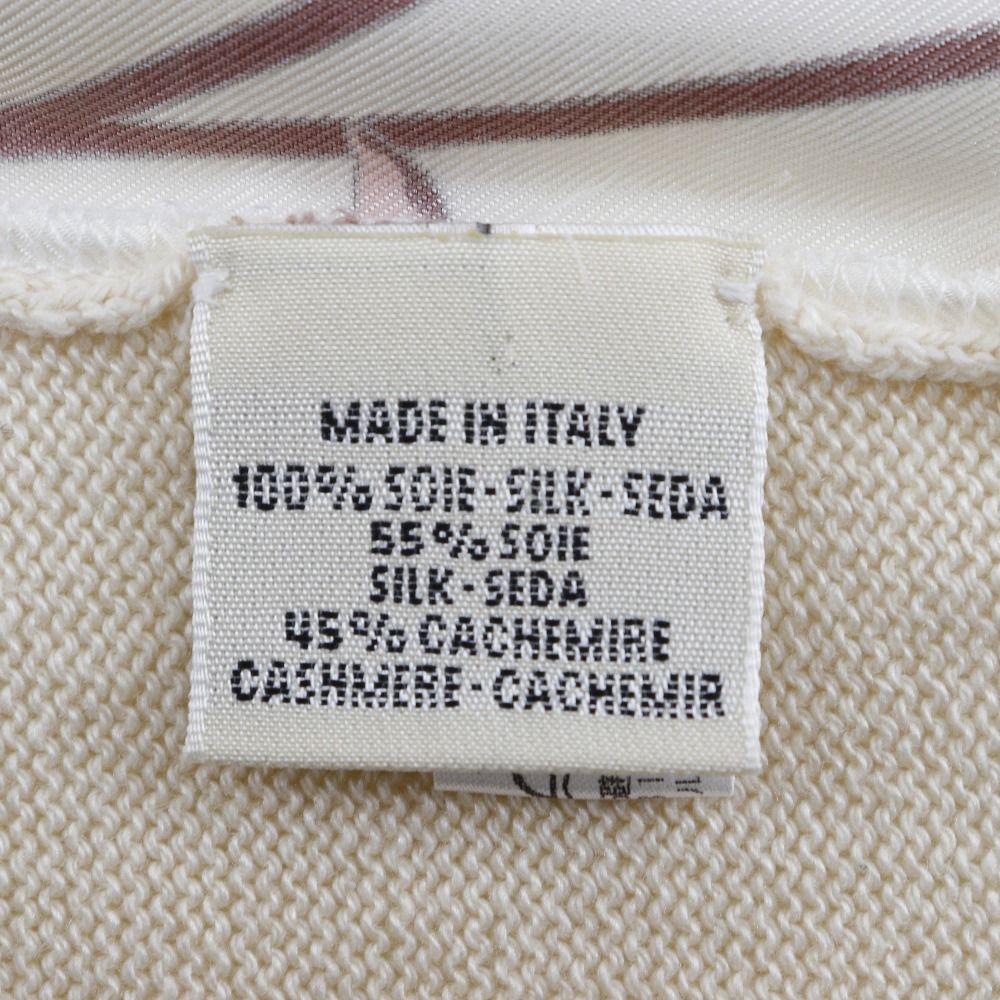 MADE IN ITALY
100% SOIE-SILK-SEDA
55% SOIE
SILK-SEDA
45% CACHEMIRE
CASHMERE-CACHEMIR